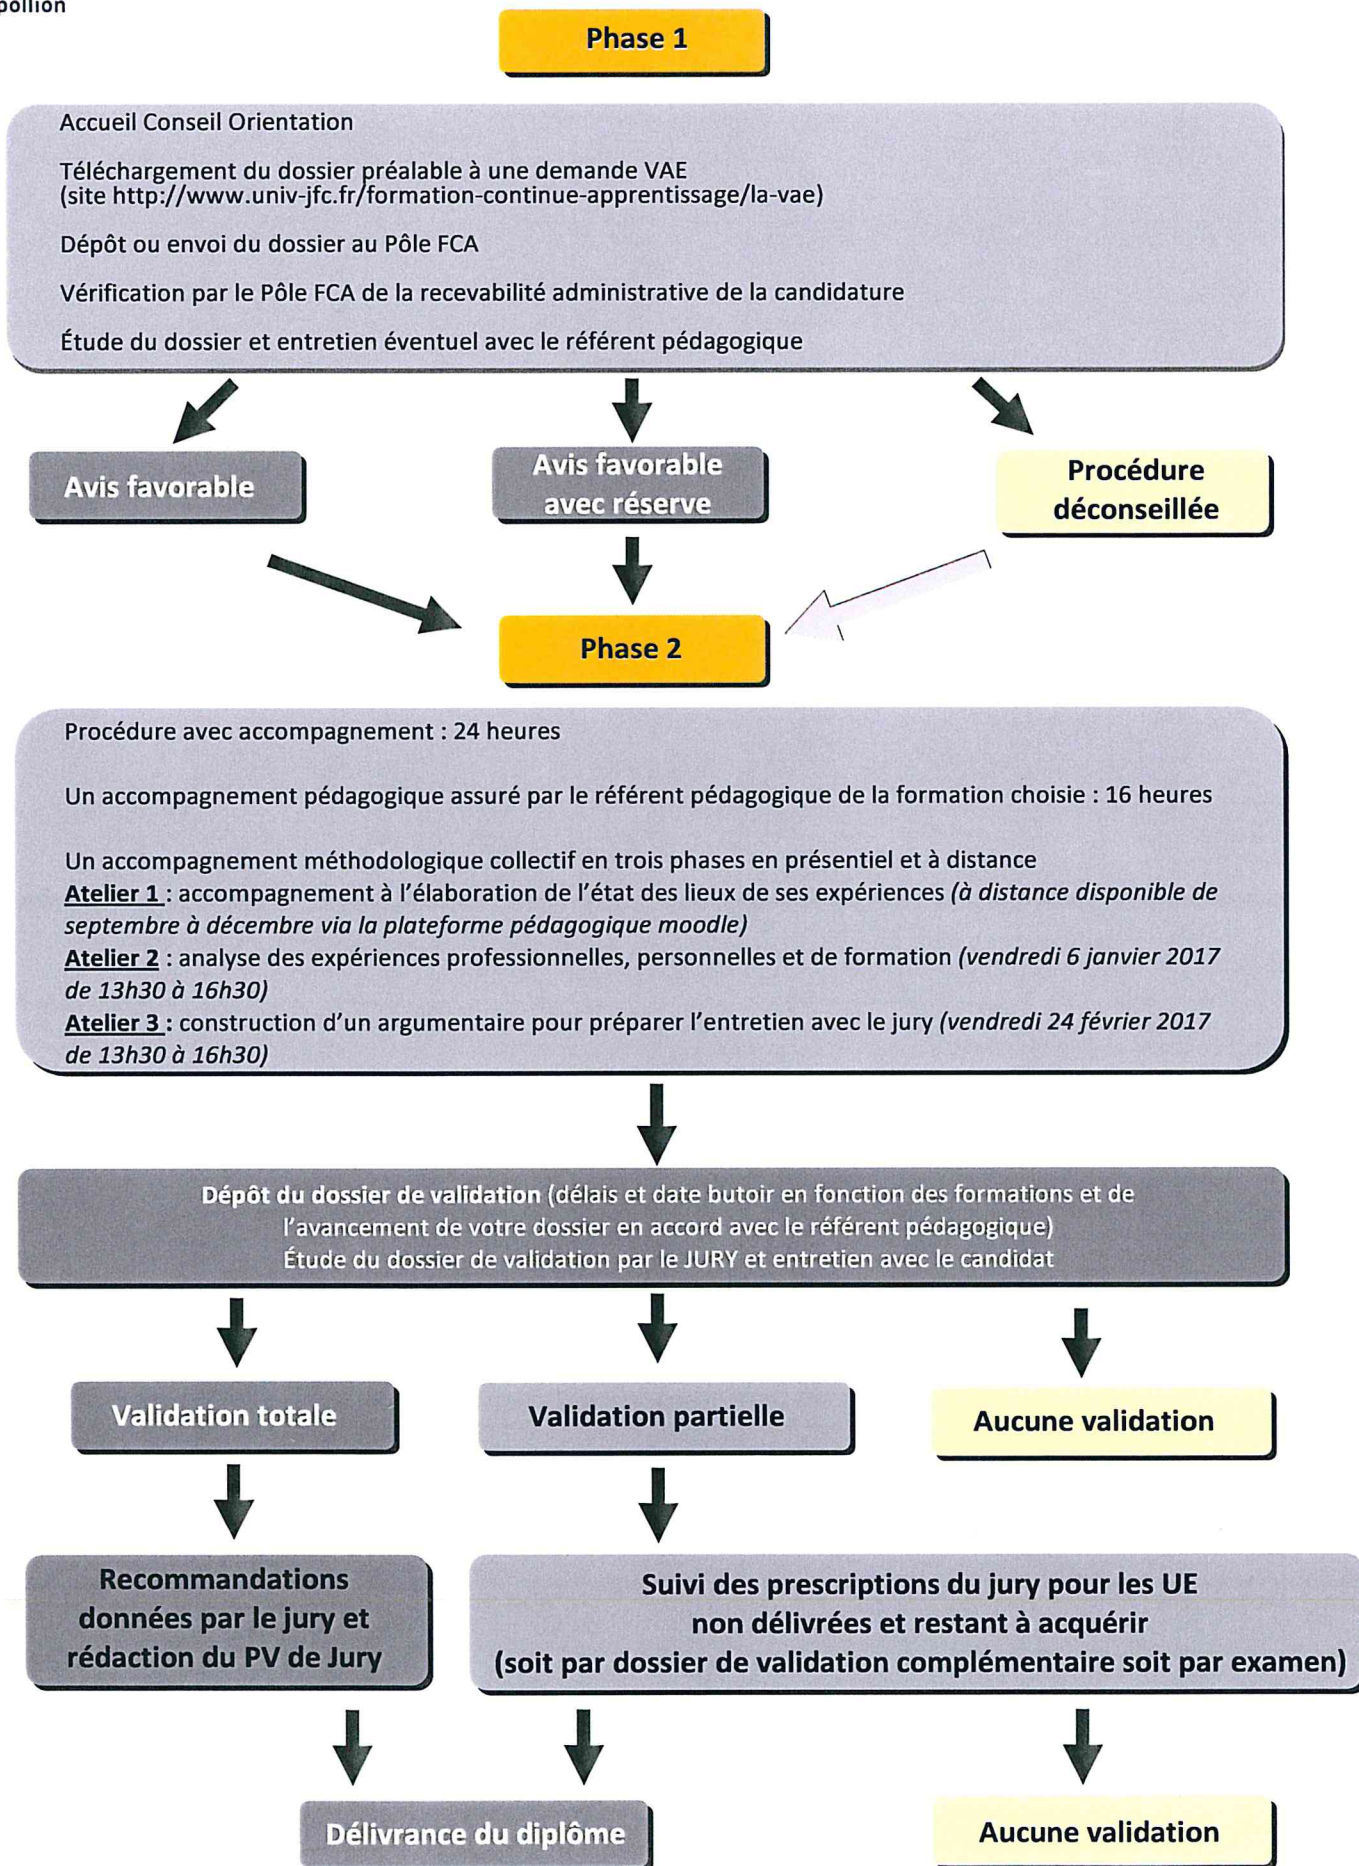 pollion
Phase 1
Accueil Conseil Orientation
Téléchargement du dossier préalable à une demande VAE
(site http://www.univ-jfc.fr/formation-continue-apprentissage/la-vae)
Dépôt ou envoi du dossier au Pôle FCA
Vérification par le Pôle FCA de la recevabilité administrative de la candidature
Étude du dossier et entretien éventuel avec le référent pédagogique
Avis favorable
Avis favorable
avec réserve
Procédure
déconseillée
Phase 2
Procédure avec accompagnement : 24 heures
Un accompagnement pédagogique assuré par le référent pédagogique de la formation choisie : 16 heures
Un accompagnement méthodologique collectif en trois phases en présentiel et à distance
Atelier 1 : accompagnement à l'élaboration de l'état des lieux de ses expériences (à distance disponible de
septembre à décembre via la plateforme pédagogique moodle)
Atelier 2 : analyse des expériences professionnelles, personnelles et de formation (vendredi 6 janvier 2017
de 13h30 à 16h30)
Atelier 3 : construction d'un argumentaire pour préparer l'entretien avec le jury (vendredi 24 février 2017
de 13h30 à 16h30)
Dépôt du dossier de validation (délais et date butoir en fonction des formations et de
l'avancement de votre dossier en accord avec le référent pédagogique)
Étude du dossier de validation par le JURY et entretien avec le candidat
Validation totale
Validation partielle
Aucune validation
Recommandations
données par le jury et
rédaction du PV de Jury
Suivi des prescriptions du jury pour les UE
non délivrées et restant à acquérir
(soit par dossier de validation complémentaire soit par examen)
Délivrance du diplôme
Aucune validation